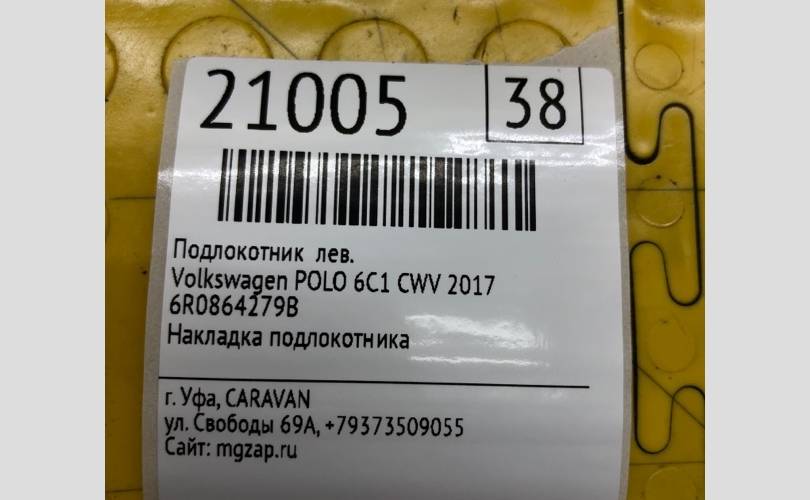 21005 38
Подлокотник лев.
Volkswagen POLO 6C1 CWV 2017
6R0864279B
Накладка подлокотника
г. Уфа, CARAVAN
ул. Свободы 69А, +79373509055
Сайт: mgzap.ru